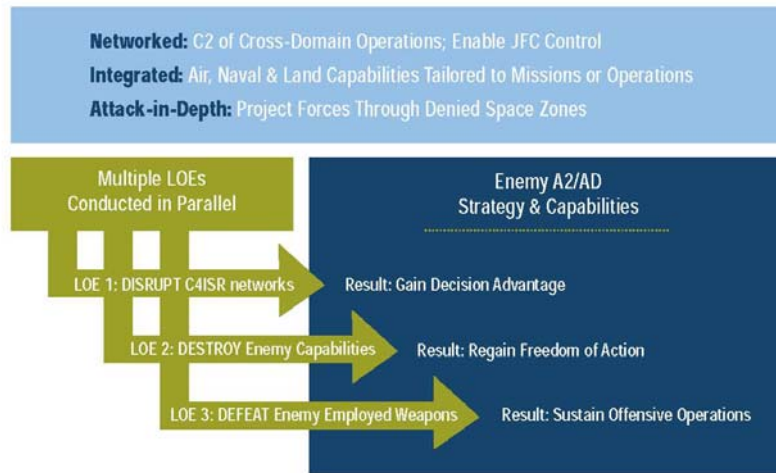 Networked: C2 of Cross-Domain Operations; Enable JFC Control
Integrated: Air, Naval & Land Capabilities Tailored to Missions or Operations
Attack-in-Depth: Project Forces Through Denied Space Zones
Multiple LOEs
Conducted in Parallel
Enemy A2/AD
Strategy & Capabilities
LOE 1: DISRUPT C4ISR networks
Result: Gain Decision Advantage
LOE 2: DESTROY Enemy Capabilities
Result: Regain Freedom of Action
LOE 3: DEFEAT Enemy Employed Weapons
Result: Sustain Offensive Operations